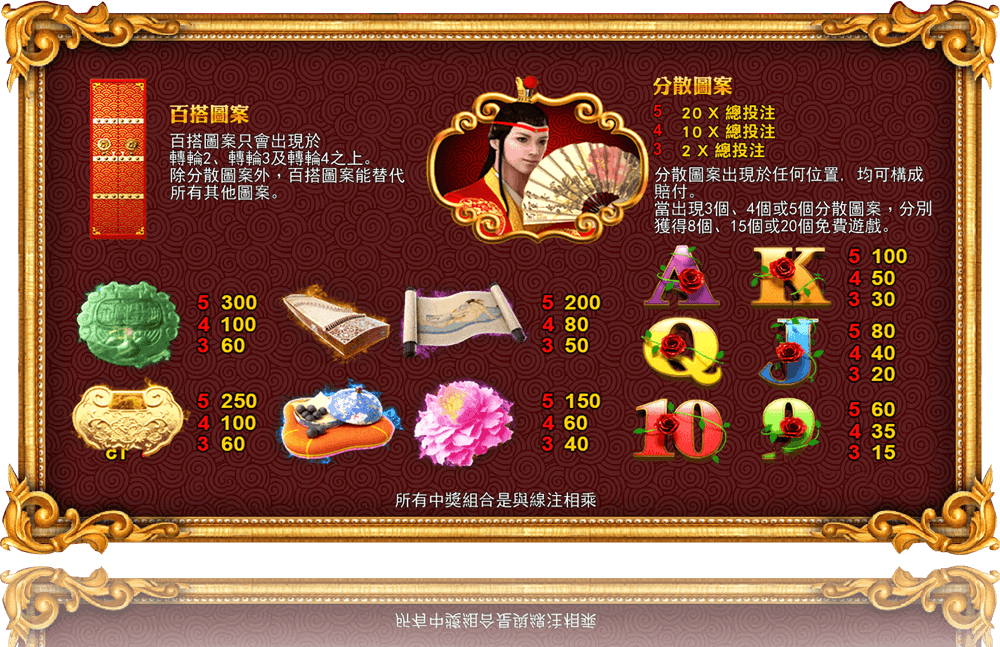 百搭圖案
百搭圖案只會出現於
轉輪2、轉輪3及轉輪4之上。
除分散圖案外，百搭圖案能替代
所有其他圖案。
分散圖案
5 20 X 總投注
4 10 X 總投注
3 2 X 總投注
分散圖案出現於任何位置，均可構成
賠付。
當出現3個、4個或5個分散圖案，分別
獲得8個、15個或20個免費遊戲。
5 300
4 100
3 60
5 200
4 80
3 50
A K
5 100
4 50
3 30
Q J
5 80
4 40
3 20
5 250
4 100
3 60
CT
5 150
4 60
3 40
10 9
5 60
4 35
3 15
所有中獎組合是與線注相乘